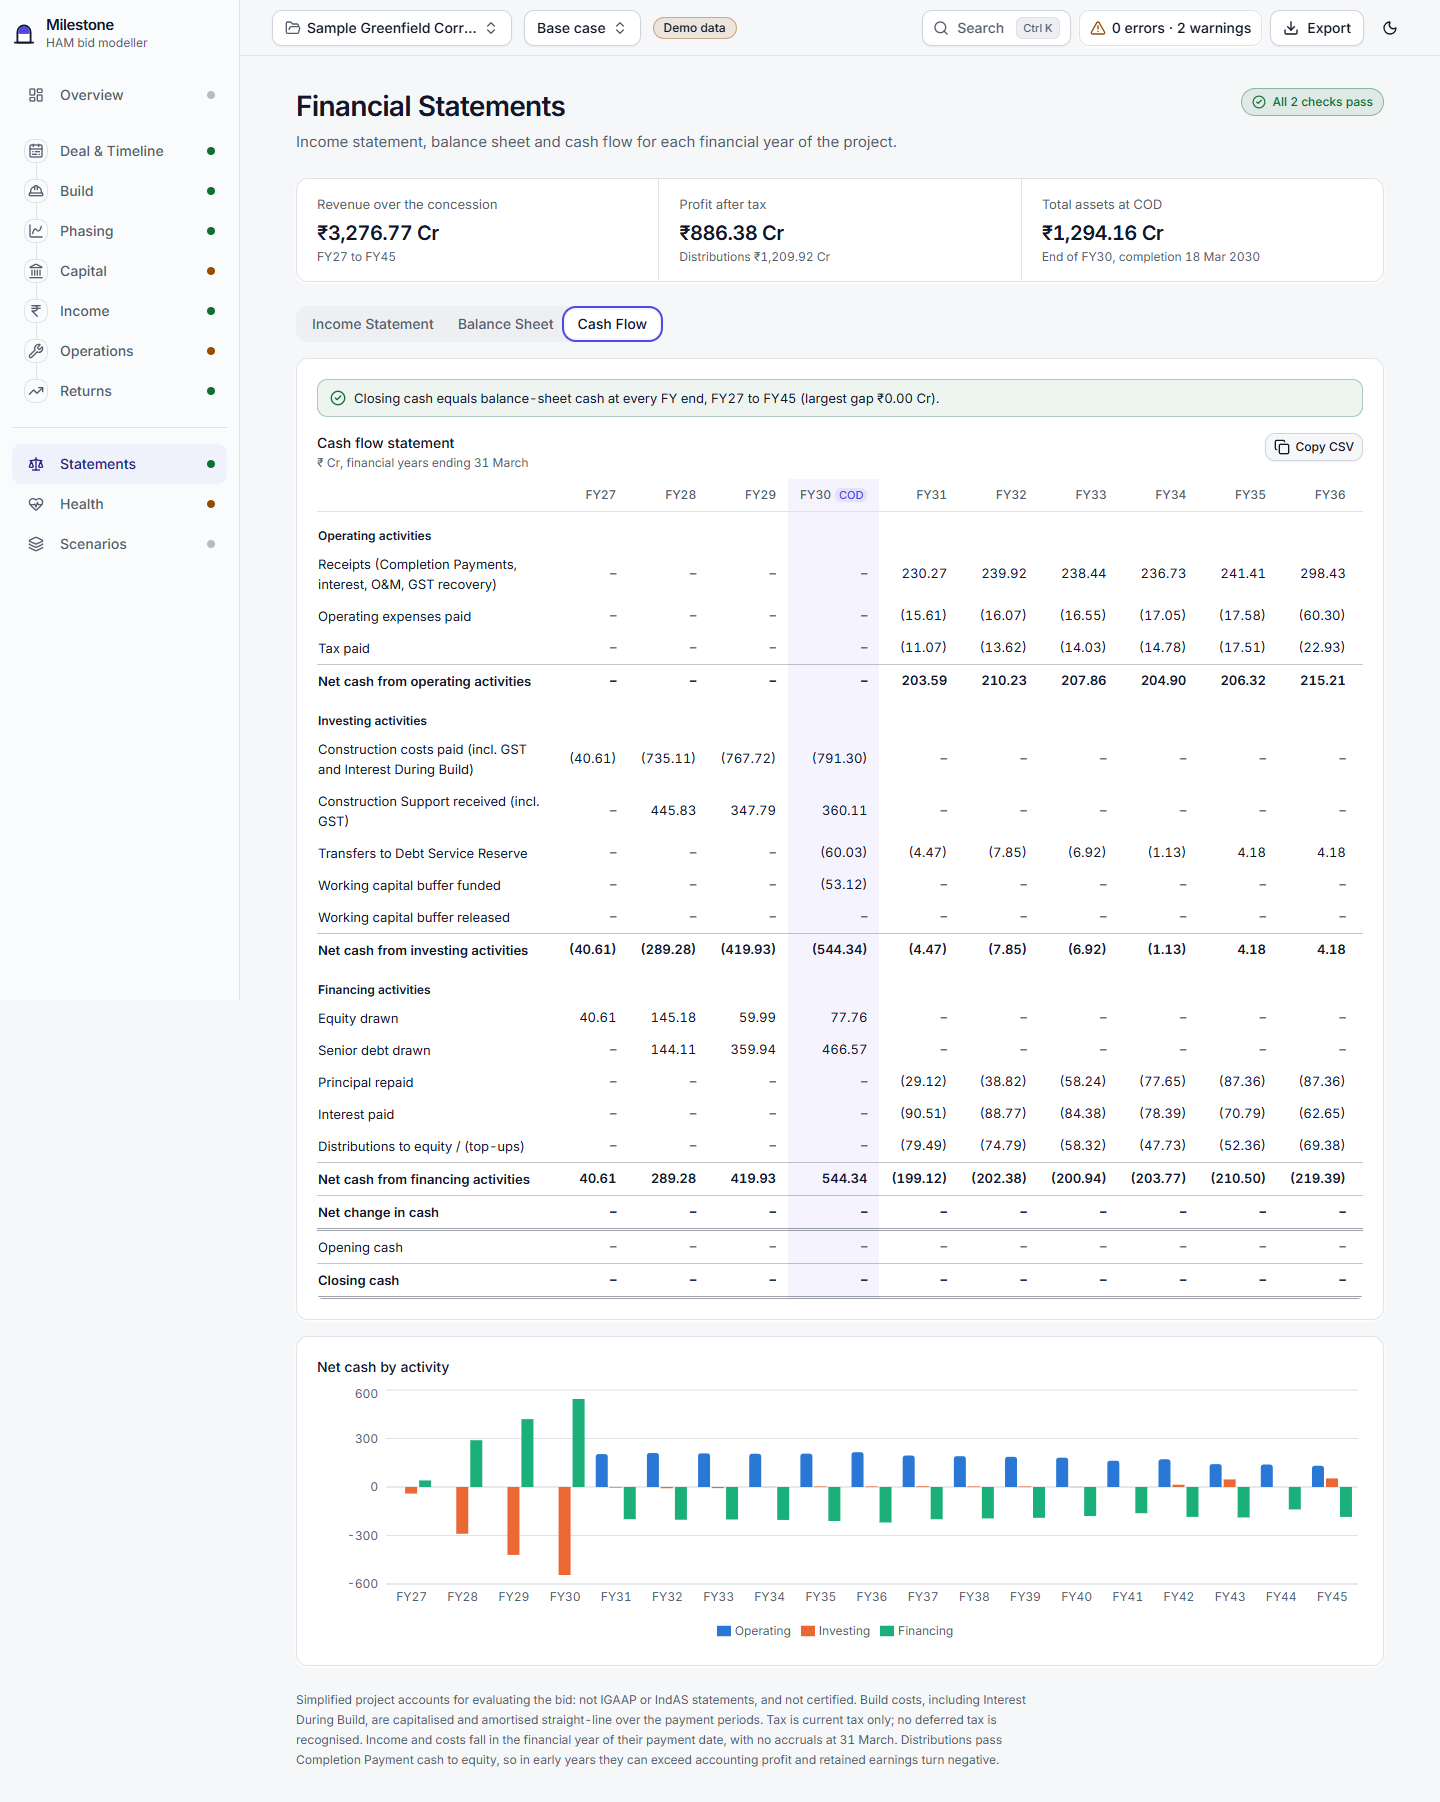 Milestone
HAM bid modeller
Sample Greenfield Corr...
Base case
Demo data
Search
Ctrl K
0 errors · 2 warnings
Export
Overview
Deal & Timeline
Build
Phasing
Capital
Income
Operations
Returns
Statements
Health
Scenarios
Financial Statements
All 2 checks pass
Income statement, balance sheet and cash flow for each financial year of the project.
Revenue over the concession
₹3,276.77 Cr
FY27 to FY45
Profit after tax
₹886.38 Cr
Distributions ₹1,209.92 Cr
Total assets at COD
₹1,294.16 Cr
End of FY30, completion 18 Mar 2030
Income Statement Balance Sheet Cash Flow
Closing cash equals balance-sheet cash at every FY end, FY27 to FY45 (largest gap ₹0.00 Cr).
Cash flow statement
₹ Cr, financial years ending 31 March
Copy CSV
FY27 FY28 FY29 FY30 COD FY31 FY32 FY33 FY34 FY35 FY36
Operating activities
Receipts (Completion Payments,
interest, O&M, GST recovery)
– – – – 230.27 239.92 238.44 236.73 241.41 298.43
Operating expenses paid – – – – (15.61) (16.07) (16.55) (17.05) (17.58) (60.30)
Tax paid – – – – (11.07) (13.62) (14.03) (14.78) (17.51) (22.93)
Net cash from operating activities – – – – 203.59 210.23 207.86 204.90 206.32 215.21
Investing activities
Construction costs paid (incl. GST
and Interest During Build)
(40.61) (735.11) (767.72) (791.30) – – – – – –
Construction Support received (incl.
GST)
– 445.83 347.79 360.11 – – – – – –
Transfers to Debt Service Reserve – – – (60.03) (4.47) (7.85) (6.92) (1.13) 4.18 4.18
Working capital buffer funded – – – (53.12) – – – – – –
Working capital buffer released – – – – – – – – – –
Net cash from investing activities (40.61) (289.28) (419.93) (544.34) (4.47) (7.85) (6.92) (1.13) 4.18 4.18
Financing activities
Equity drawn 40.61 145.18 59.99 77.76 – – – – – –
Senior debt drawn – 144.11 359.94 466.57 – – – – – –
Principal repaid – – – – (29.12) (38.82) (58.24) (77.65) (87.36) (87.36)
Interest paid – – – – (90.51) (88.77) (84.38) (78.39) (70.79) (62.65)
Distributions to equity / (top-ups) – – – – (79.49) (74.79) (58.32) (47.73) (52.36) (69.38)
Net cash from financing activities 40.61 289.28 419.93 544.34 (199.12) (202.38) (200.94) (203.77) (210.50) (219.39)
Net change in cash – – – – – – – – – –
Opening cash – – – – – – – – – –
Closing cash – – – – – – – – – –
Net cash by activity
600
300
0
-300
-600
FY27 FY28 FY29 FY30 FY31 FY32 FY33 FY34 FY35 FY36 FY37 FY38 FY39 FY40 FY41 FY42 FY43 FY44 FY45
Operating Investing Financing
Simplified project accounts for evaluating the bid: not IGAAP or IndAS statements, and not certified. Build costs, including Interest
During Build, are capitalised and amortised straight-line over the payment periods. Tax is current tax only; no deferred tax is
recognised. Income and costs fall in the financial year of their payment date, with no accruals at 31 March. Distributions pass
Completion Payment cash to equity, so in early years they can exceed accounting profit and retained earnings turn negative.